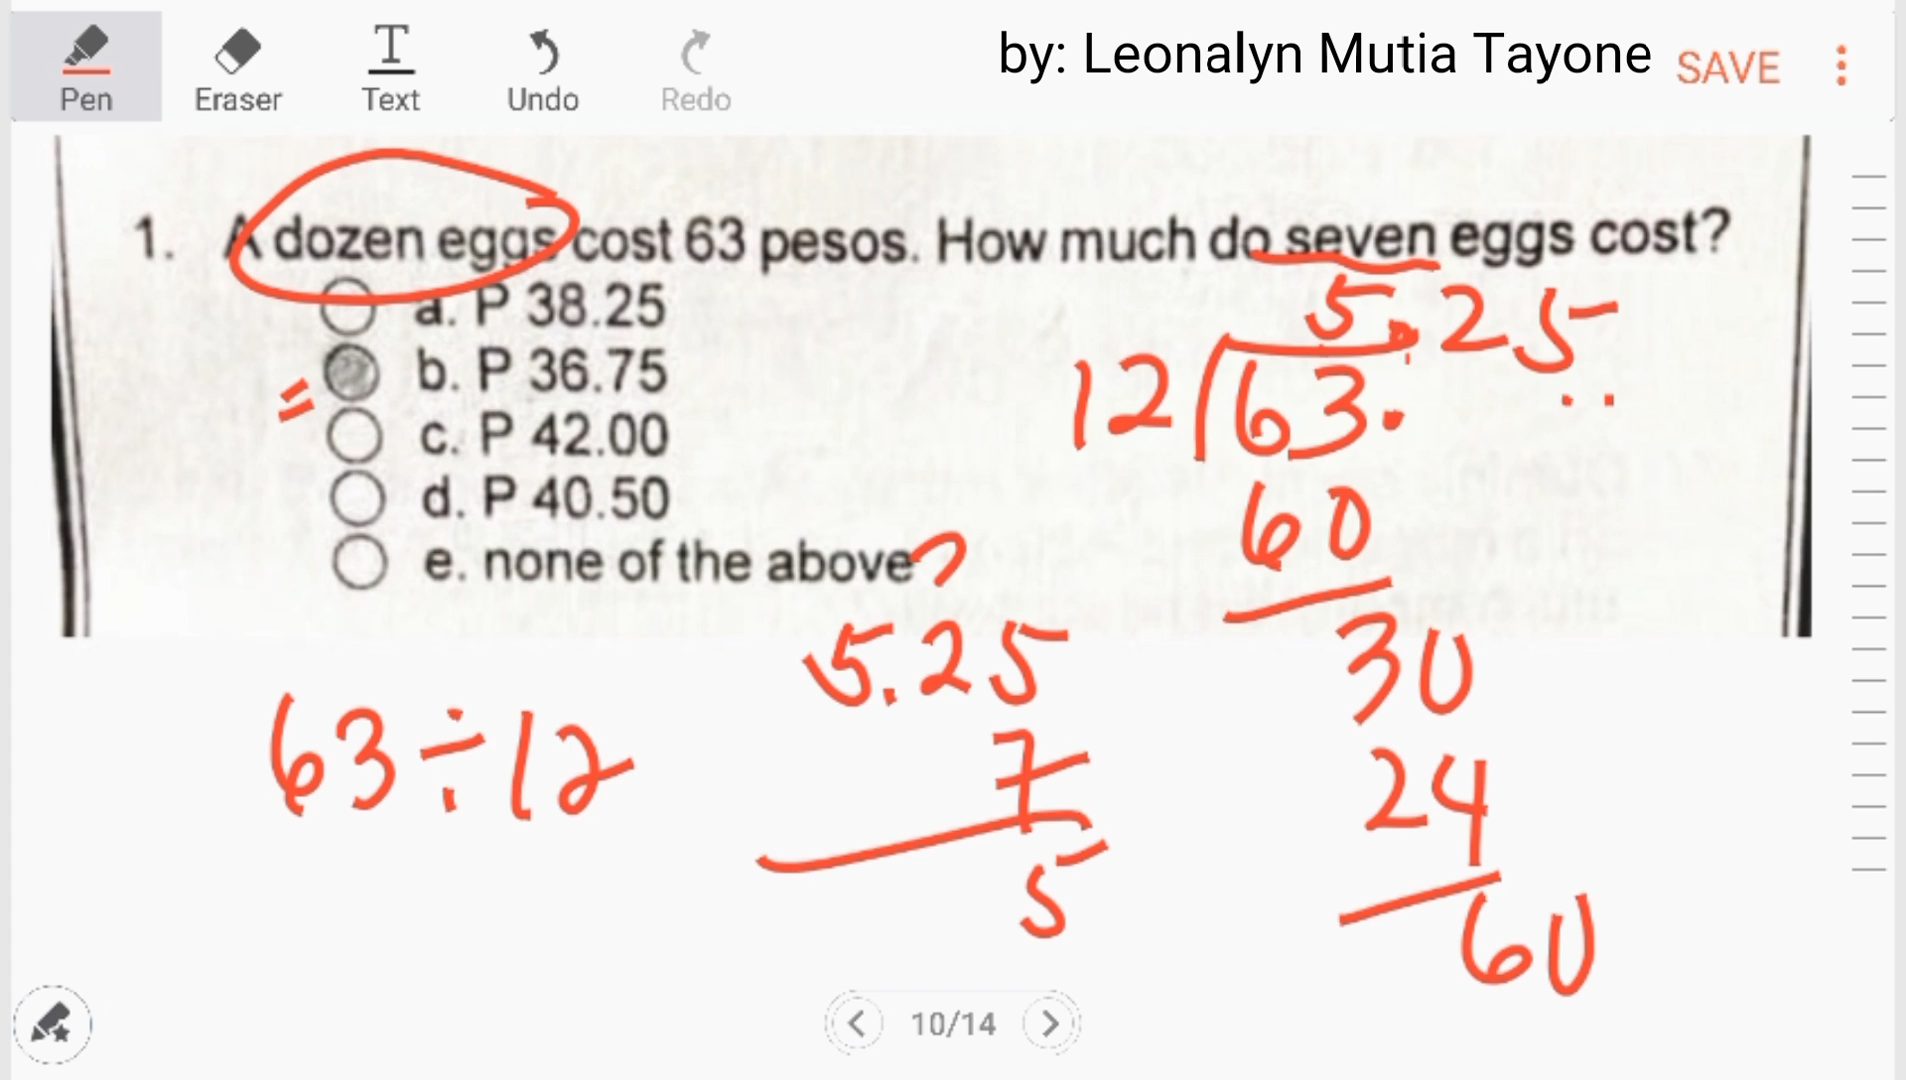 by: Leonalyn Mutia Tayone
SAVE
Pen
Eraser
Text
Undo
Redo
1. A dozen eggs cost 63 pesos. How much do seven eggs cost?
a. P 38.25
b. P 36.75
c. P 42.00
d. P 40.50
e. none of the above
5.25
12 63.
60
30
24
60
63÷12
5.25
7
5
10/14